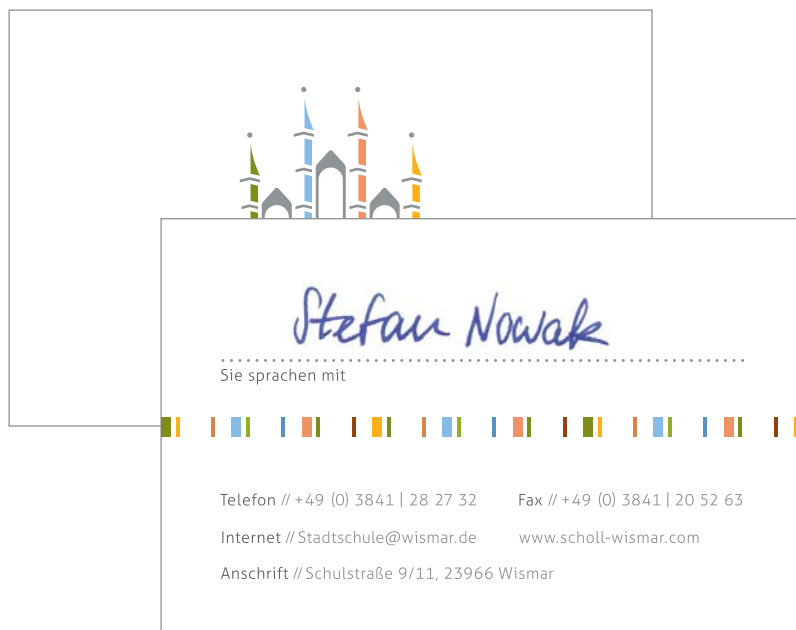 Stefan Nowak
Sie sprachen mit
Telefon // +49 (0) 3841 | 28 27 32 Fax // +49 (0) 3841 | 20 52 63
Internet // Stadtschule@wismar.de www.scholl-wismar.com
Anschrift // Schulstraße 9/11, 23966 Wismar